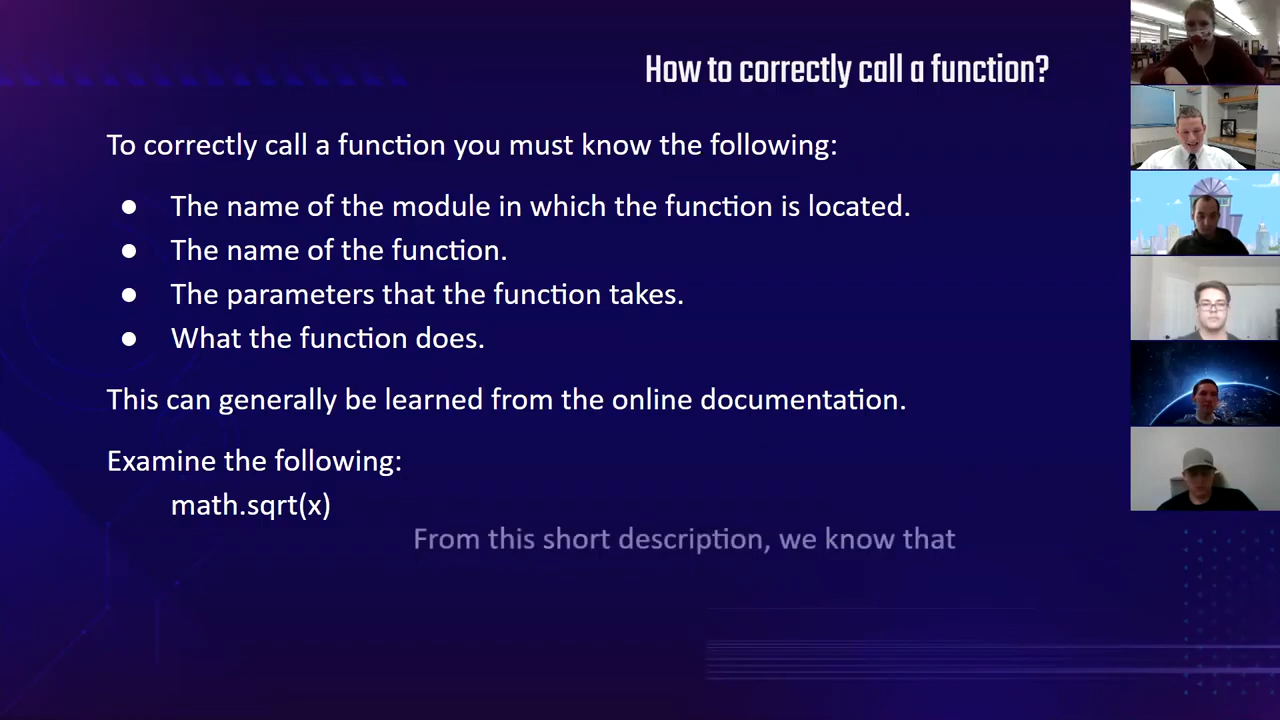 How to correctly call a function?
To correctly call a function you must know the following:
● The name of the module in which the function is located.
● The name of the function.
● The parameters that the function takes.
● What the function does.
This can generally be learned from the online documentation.
Examine the following:
math.sqrt(x)
From this short description, we know that